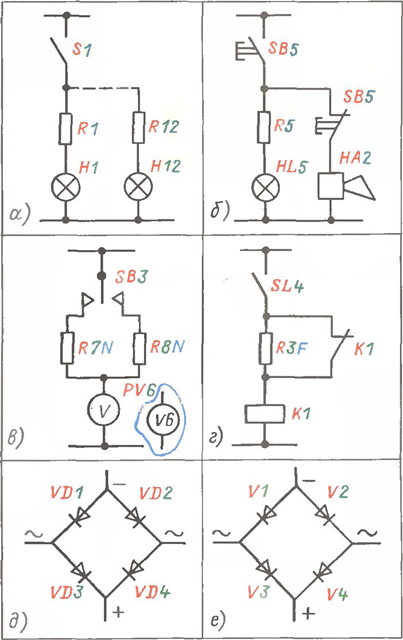 S1
R1 R12
H1 H12
а)
SB5
SB5
R5
HL5 HA2
б)
SB3
R7N R8N
PV6
V V6
в)
SL4
R3F K1
K1
г)
VD1 − VD2
~ ~
VD3 VD4
+
д)
V1 − V2
~ ~
V3 V4
+
е)